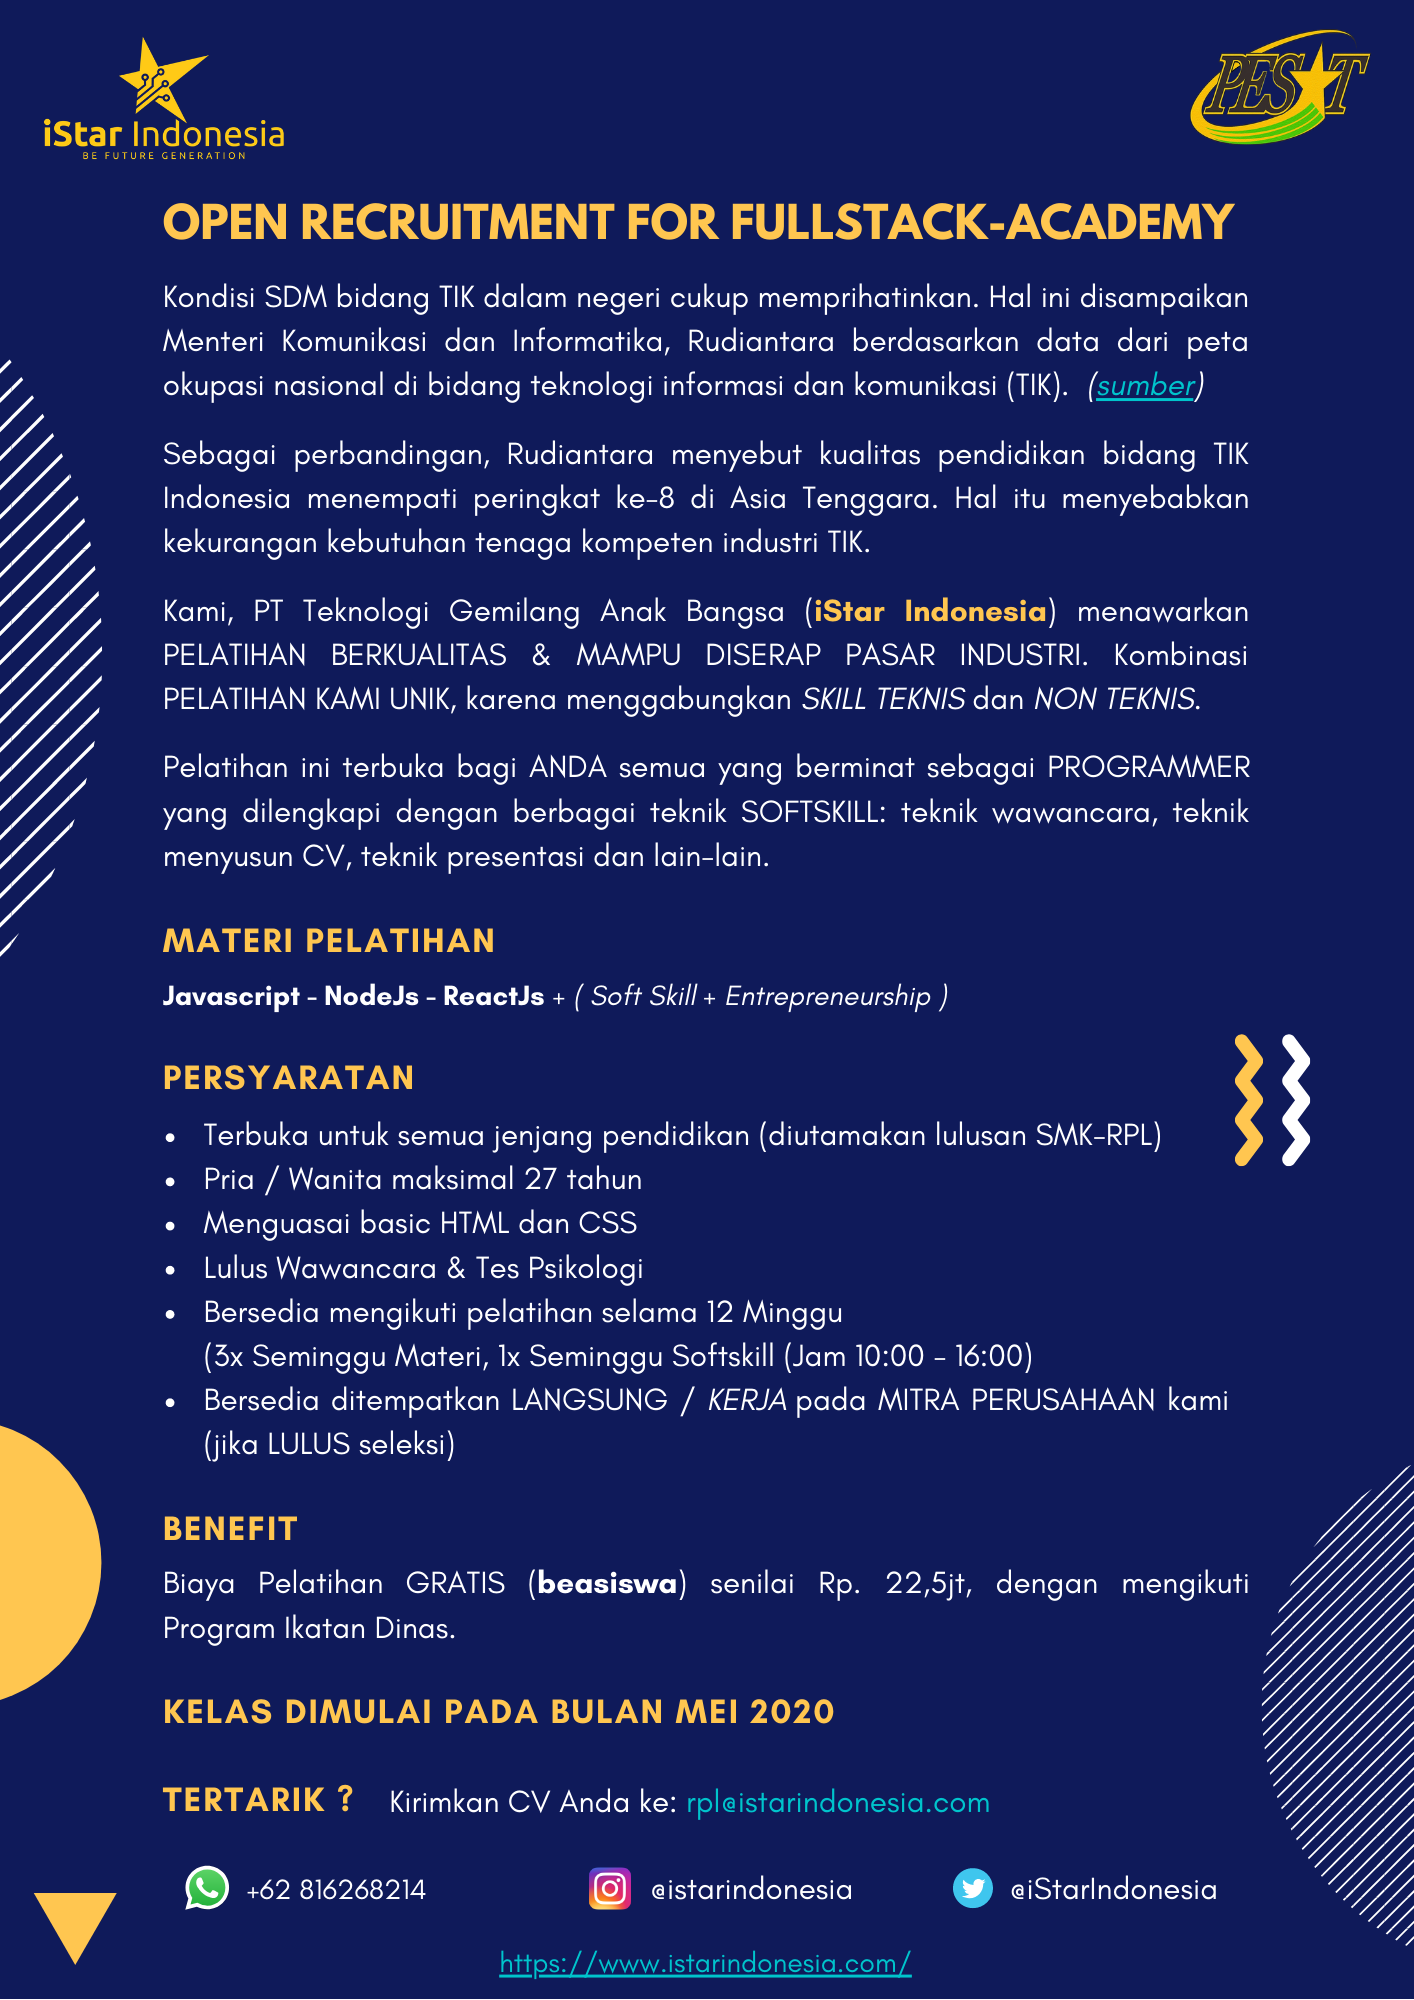 iStar Indonesia
BE FUTURE GENERATION
PESAT
OPEN RECRUITMENT FOR FULLSTACK-ACADEMY
Kondisi SDM bidang TIK dalam negeri cukup memprihatinkan. Hal ini disampaikan
Menteri Komunikasi dan Informatika, Rudiantara berdasarkan data dari peta
okupasi nasional di bidang teknologi informasi dan komunikasi (TIK). (sumber)
Sebagai perbandingan, Rudiantara menyebut kualitas pendidikan bidang TIK
Indonesia menempati peringkat ke-8 di Asia Tenggara. Hal itu menyebabkan
kekurangan kebutuhan tenaga kompeten industri TIK.
Kami, PT Teknologi Gemilang Anak Bangsa (iStar Indonesia) menawarkan
PELATIHAN BERKUALITAS & MAMPU DISERAP PASAR INDUSTRI. Kombinasi
PELATIHAN KAMI UNIK, karena menggabungkan SKILL TEKNIS dan NON TEKNIS.
Pelatihan ini terbuka bagi ANDA semua yang berminat sebagai PROGRAMMER
yang dilengkapi dengan berbagai teknik SOFTSKILL: teknik wawancara, teknik
menyusun CV, teknik presentasi dan lain-lain.
MATERI PELATIHAN
Javascript - NodeJs - ReactJs + ( Soft Skill + Entrepreneurship )
PERSYARATAN
• Terbuka untuk semua jenjang pendidikan (diutamakan lulusan SMK-RPL)
• Pria / Wanita maksimal 27 tahun
• Menguasai basic HTML dan CSS
• Lulus Wawancara & Tes Psikologi
• Bersedia mengikuti pelatihan selama 12 Minggu
(3x Seminggu Materi, 1x Seminggu Softskill (Jam 10:00 - 16:00)
• Bersedia ditempatkan LANGSUNG / KERJA pada MITRA PERUSAHAAN kami
(jika LULUS seleksi)
BENEFIT
Biaya Pelatihan GRATIS (beasiswa) senilai Rp. 22,5jt, dengan mengikuti
Program Ikatan Dinas.
KELAS DIMULAI PADA BULAN MEI 2020
TERTARIK ? Kirimkan CV Anda ke: rpl@istarindonesia.com
+62 816268214 @istarindonesia @iStarIndonesia
https://www.istarindonesia.com/